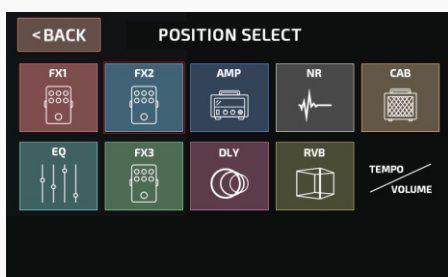 <BACK
POSITION SELECT
FX1
FX2
AMP
NR
CAB
EQ
FX3
DLY
RVB
TEMPO
VOLUME